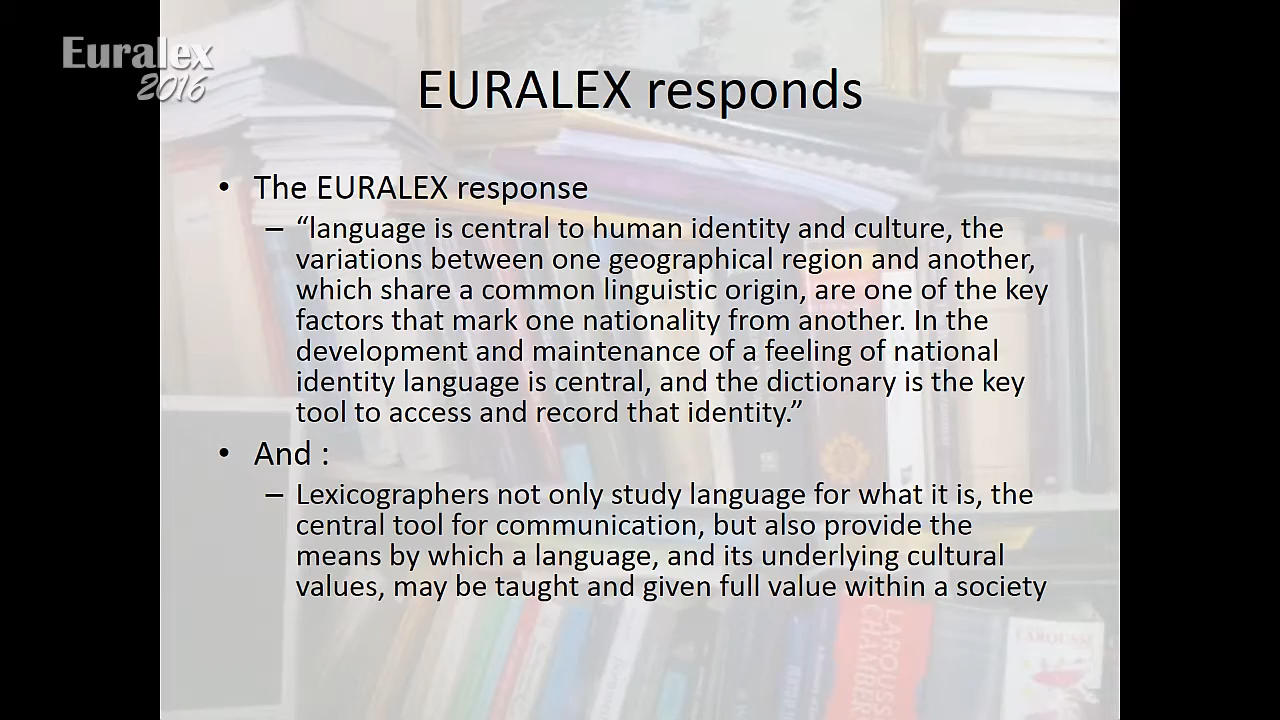 Euralex
2016
EURALEX responds
• The EURALEX response
– “language is central to human identity and culture, the
variations between one geographical region and another,
which share a common linguistic origin, are one of the key
factors that mark one nationality from another. In the
development and maintenance of a feeling of national
identity language is central, and the dictionary is the key
tool to access and record that identity.”
• And :
– Lexicographers not only study language for what it is, the
central tool for communication, but also provide the
means by which a language, and its underlying cultural
values, may be taught and given full value within a society
LAROUSSE